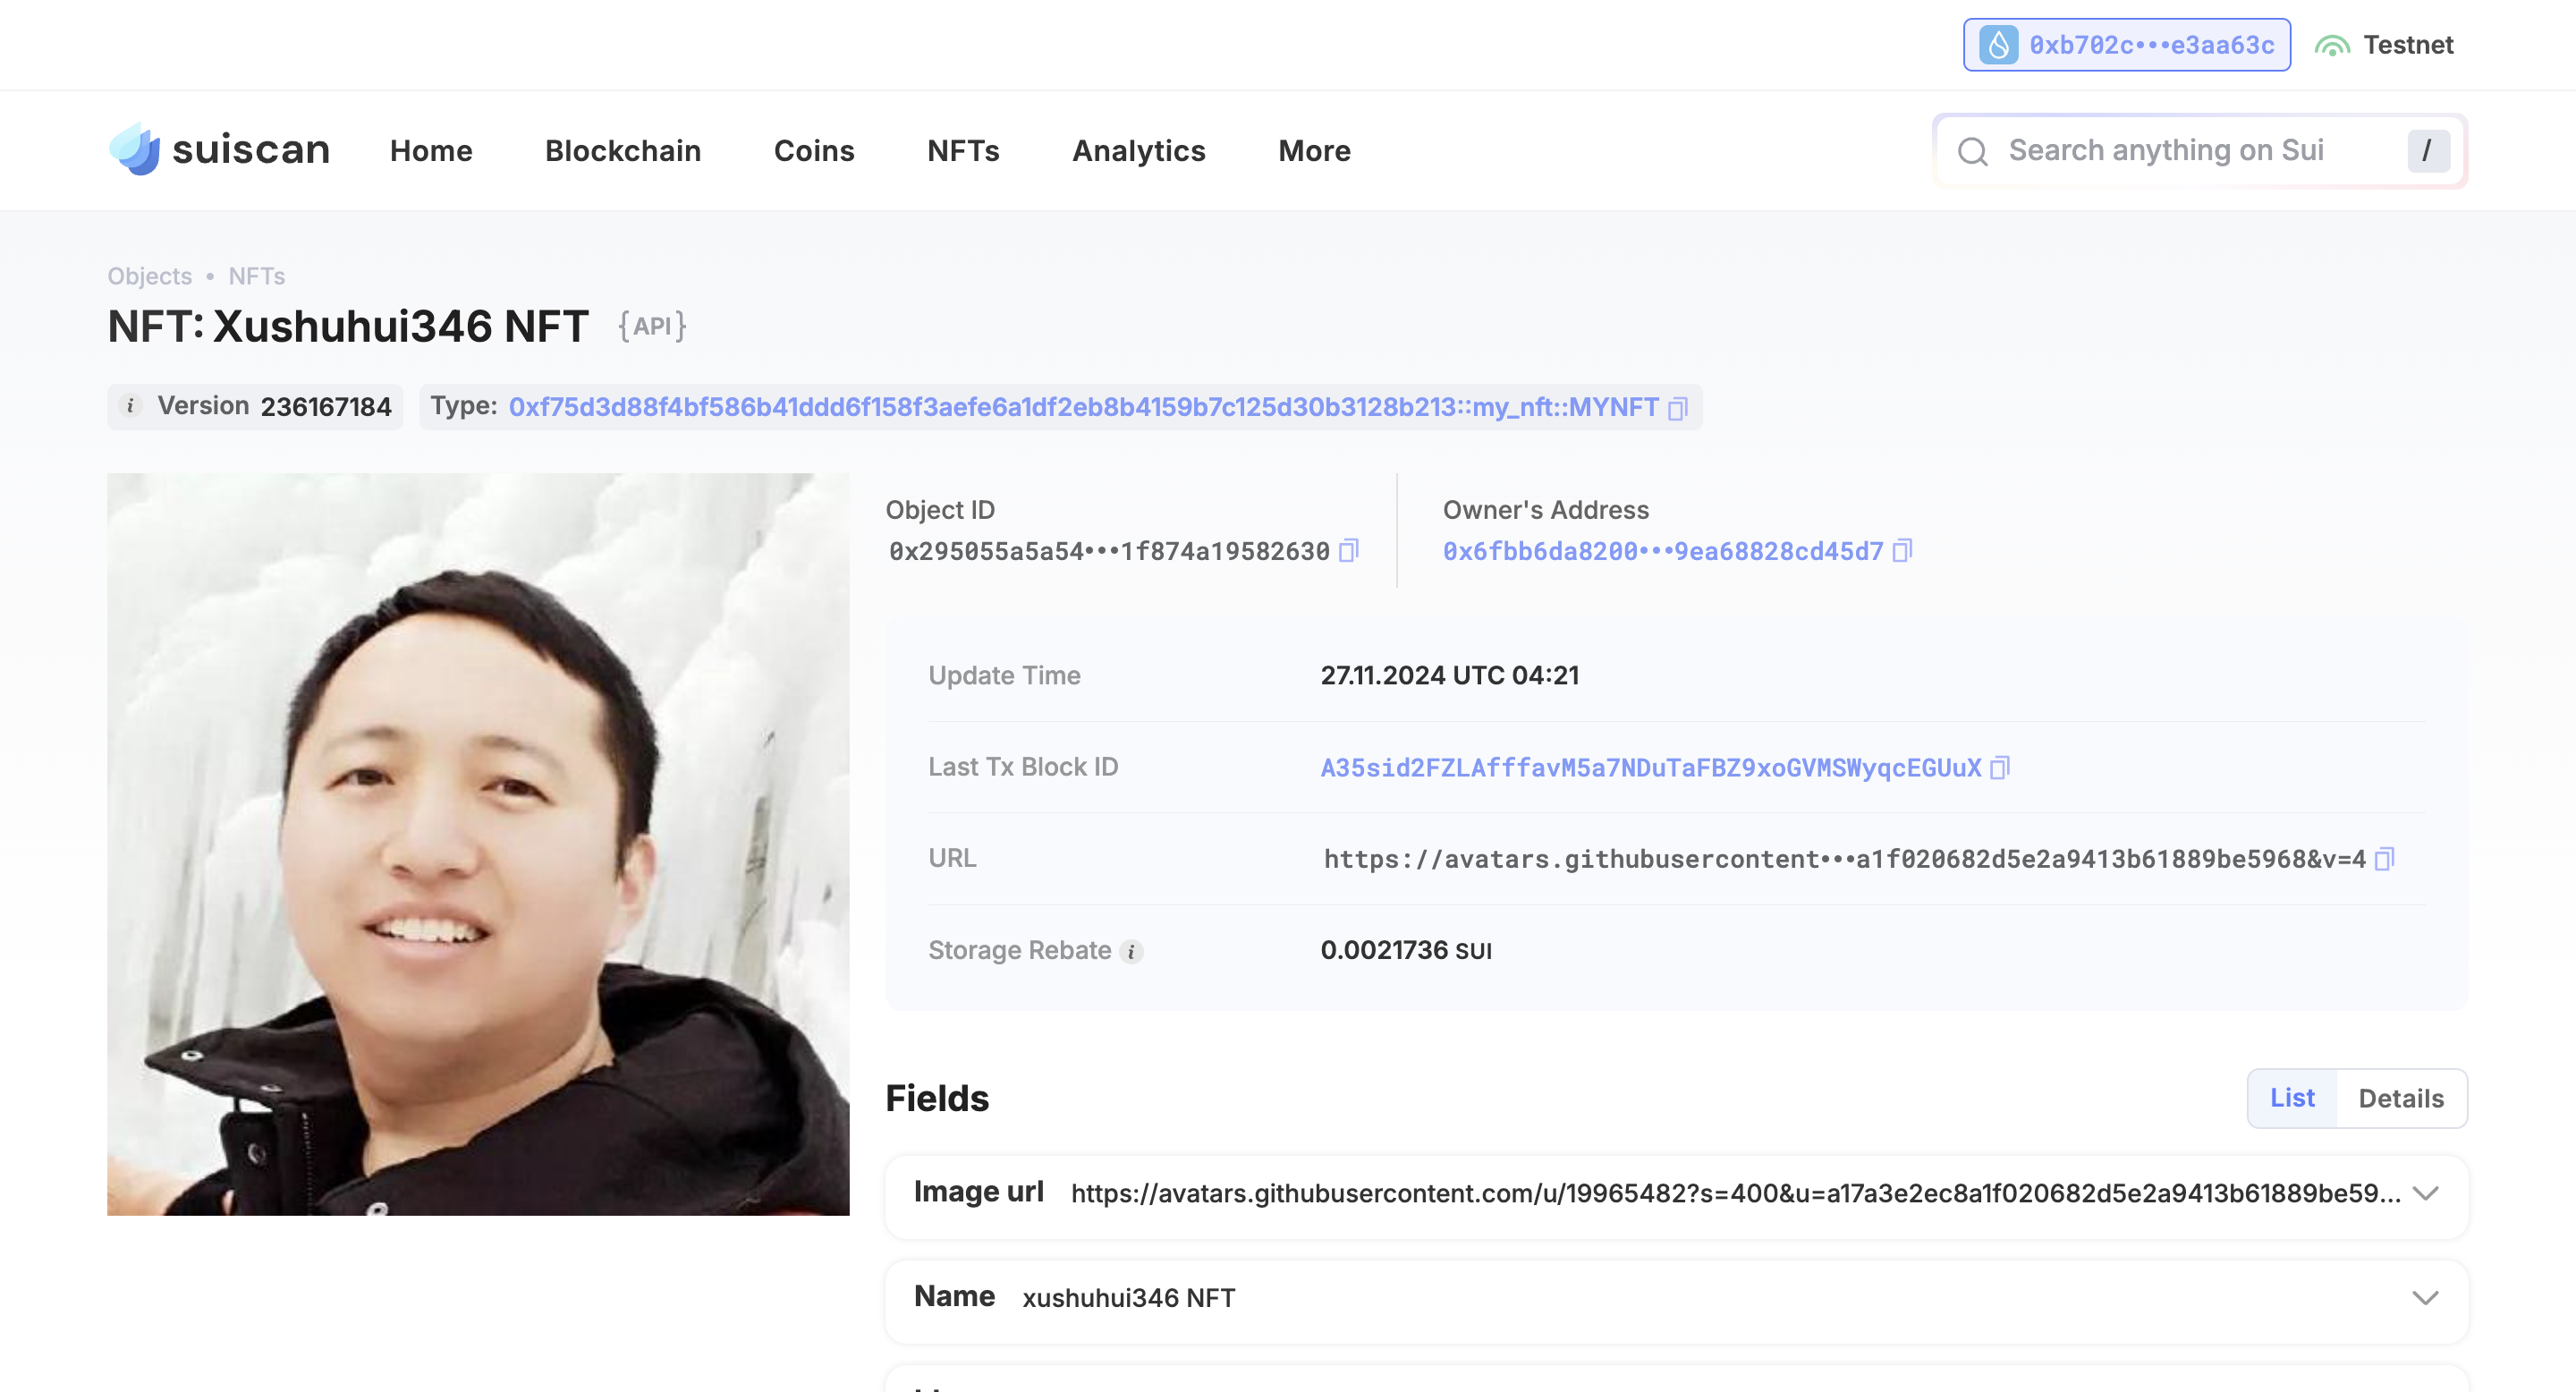 0xb702c•••e3aa63c Testnet
suiscan Home Blockchain Coins NFTs Analytics More Search anything on Sui /
Objects • NFTs
NFT: Xushuhui346 NFT {API}
i Version 236167184 Type: 0xf75d3d88f4bf586b41ddd6f158f3aefe6a1df2eb8b4159b7c125d30b3128b213::my_nft::MYNFT
Object ID
0x295055a5a54•••1f874a19582630
Owner's Address
0x6fbb6da8200•••9ea68828cd45d7
Update Time 27.11.2024 UTC 04:21
Last Tx Block ID A35sid2FZLAfffavM5a7NDuTaFBZ9xoGVMSWyqcEGUuX
URL https://avatars.githubusercontent•••a1f020682d5e2a9413b61889be5968&v=4
Storage Rebate i 0.0021736 SUI
Fields List Details
Image url https://avatars.githubusercontent.com/u/19965482?s=400&u=a17a3e2ec8a1f020682d5e2a9413b61889be59...
Name xushuhui346 NFT